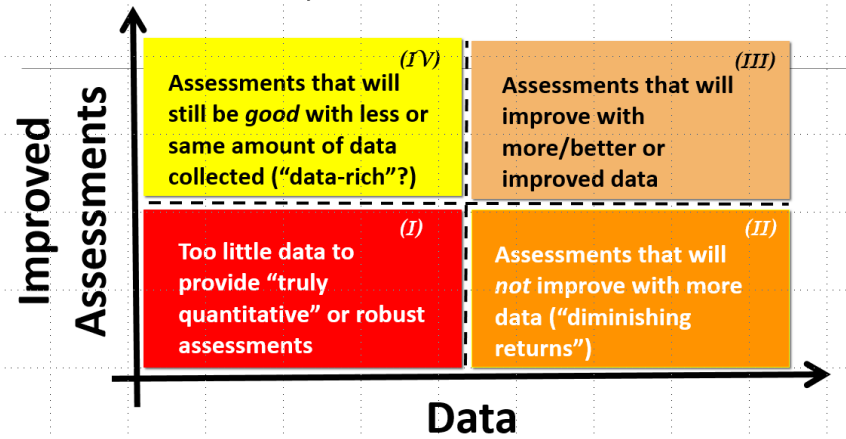 Improved
Assessments
(IV)
Assessments that will
still be good with less or
same amount of data
collected (“data-rich”?)
(III)
Assessments that will
improve with
more/better or
improved data
(I)
Too little data to
provide “truly
quantitative” or robust
assessments
(II)
Assessments that will
not improve with more
data (“diminishing
returns”)
Data